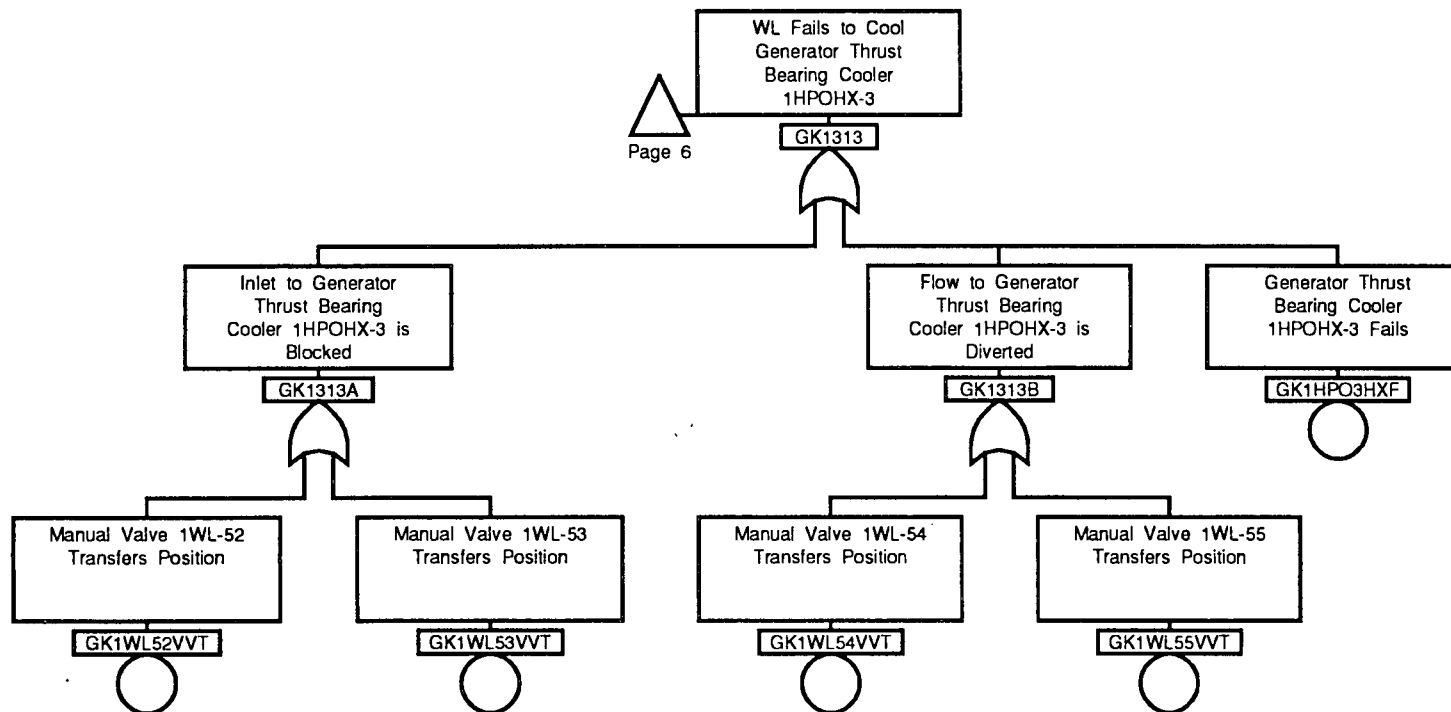 WL Fails to Cool
Generator Thrust
Bearing Cooler
1HPOHX-3
Page 6
GK1313
Inlet to Generator
Thrust Bearing
Cooler 1HPOHX-3 is
Blocked
GK1313A
Flow to Generator
Thrust Bearing
Cooler 1HPOHX-3 is
Diverted
GK1313B
Generator Thrust
Bearing Cooler
1HPOHX-3 Fails
GK1HPO3HXF
Manual Valve 1WL-52
Transfers Position
GK1WL52VVT
Manual Valve 1WL-53
Transfers Position
GK1WL53VVT
Manual Valve 1WL-54
Transfers Position
GK1WL54VVT
Manual Valve 1WL-55
Transfers Position
GK1WL55VVT